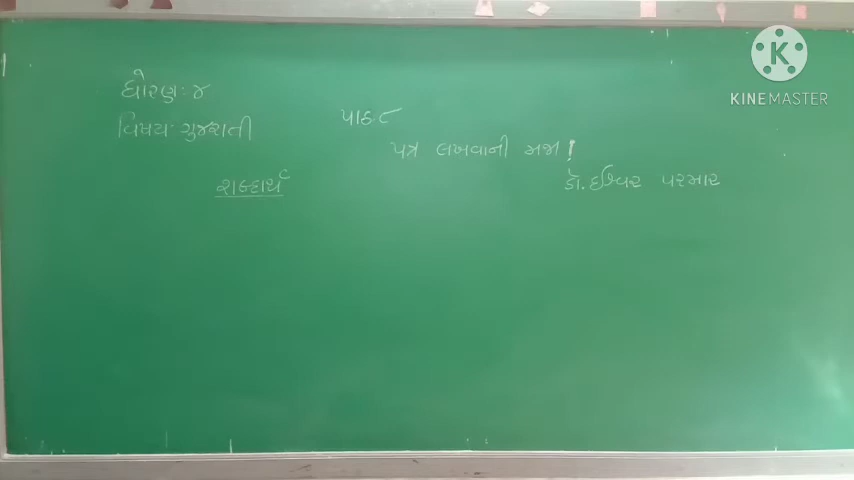 ધોરણ:૪
વિષય: ગુજરાતી
પાઠ ૮
પત્ર લખવાની મજા!
શબ્દાર્થ
ડૉ. ઈશ્વર પરમાર
K
KINEMASTER